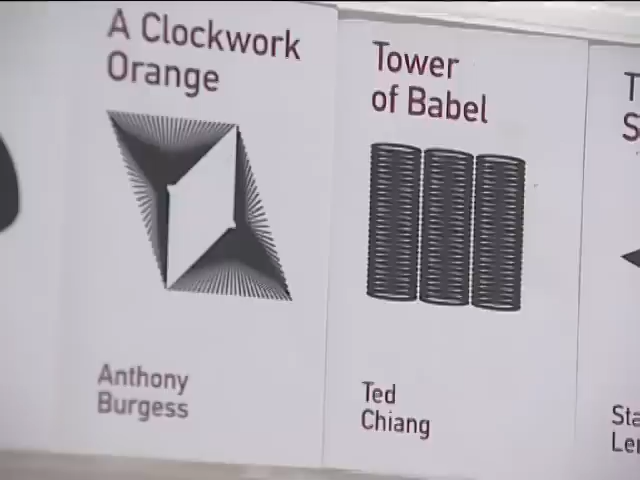 A Clockwork
Orange
Anthony
Burgess
Tower
of Babel
Ted
Chiang